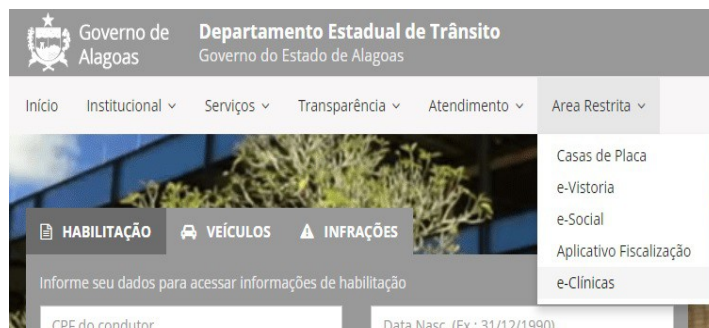 Governo de
Alagoas
Departamento Estadual de Trânsito
Governo do Estado de Alagoas
Início Institucional Serviços Transparência Atendimento Area Restrita
Casas de Placa
e-Vistoria
e-Social
Aplicativo Fiscalização
e-Clínicas
HABILITAÇÃO VEÍCULOS INFRAÇÕES
Informe seu dados para acessar informações de habilitação
CPF do condutor Data Nasc. (Ex.: 31/12/1990)